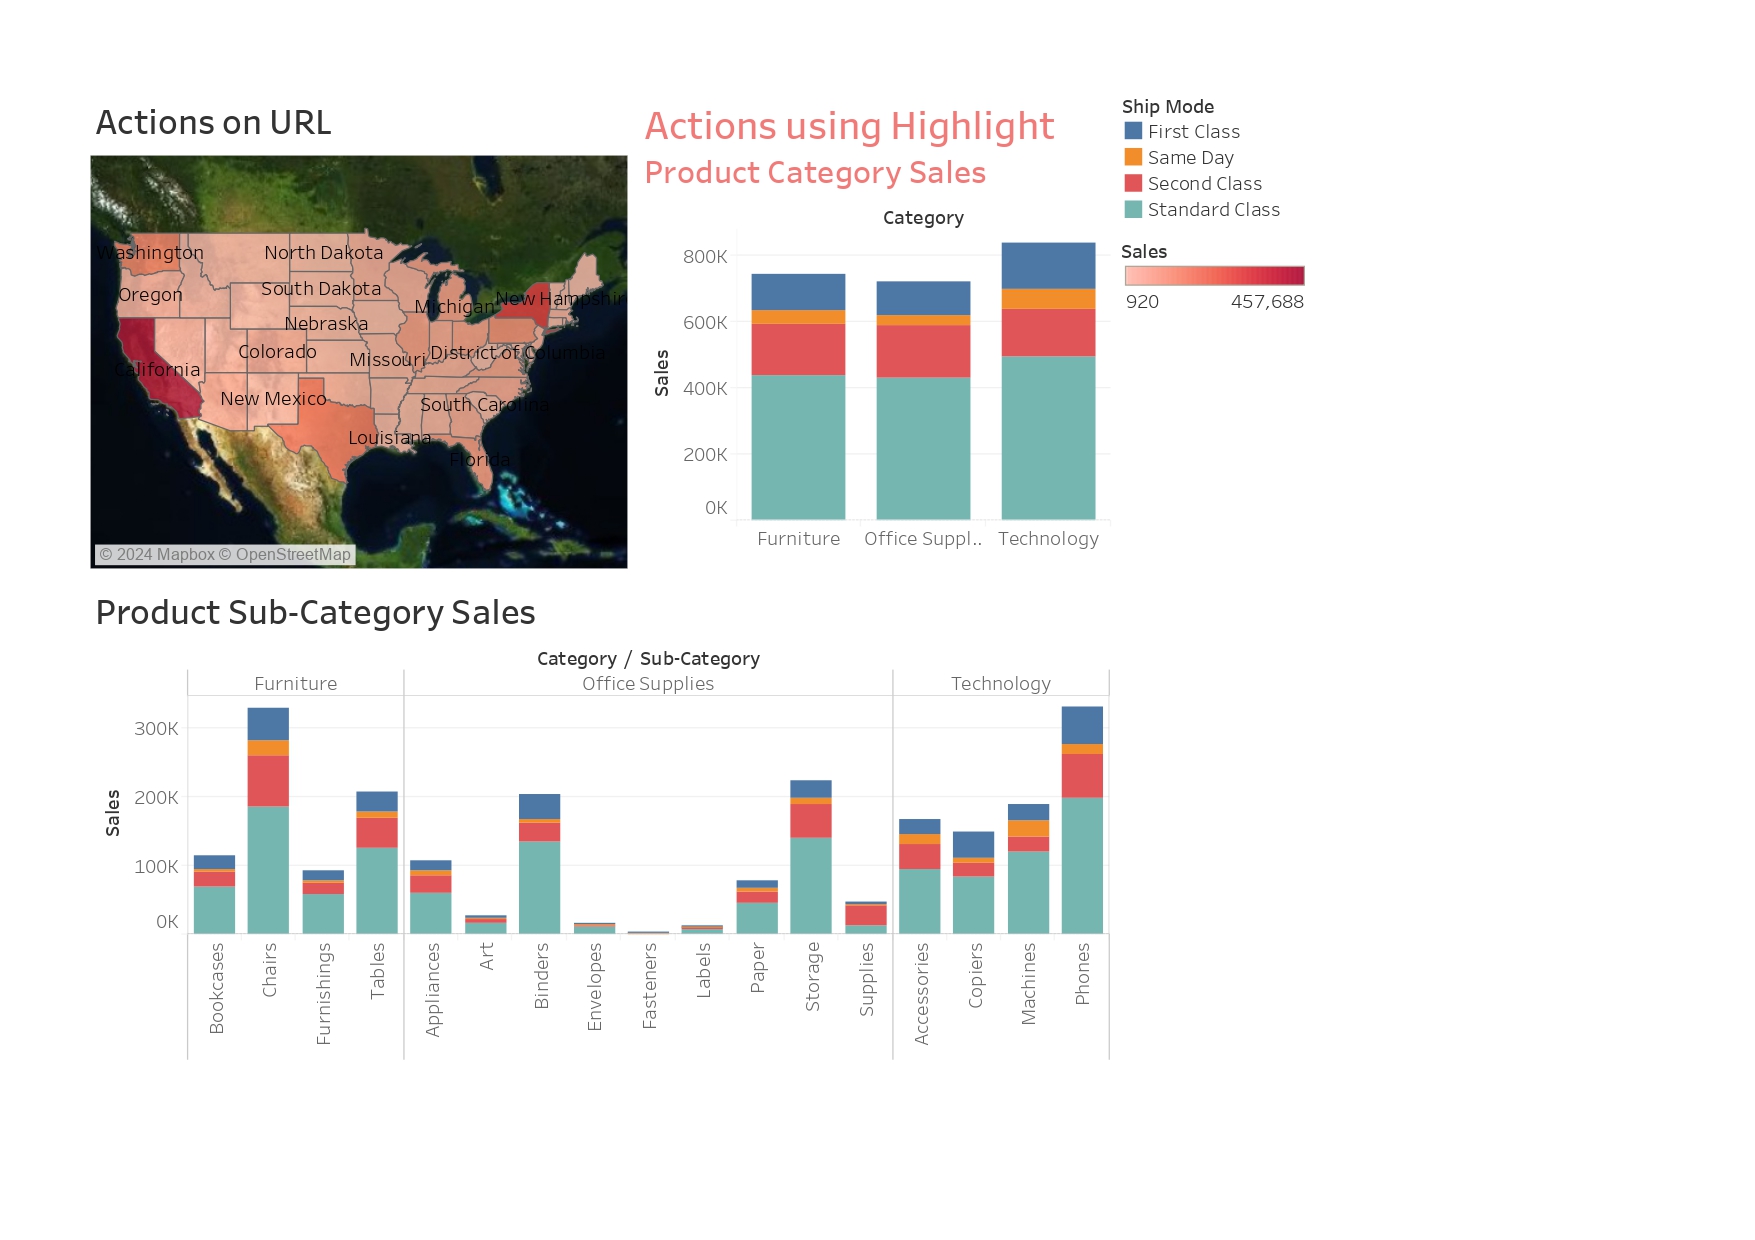 Actions on URL
Washington
North Dakota
Oregon
South Dakota
Michigan
New Hampshir
Nebraska
Colorado
Missouri
District of Columbia
California
New Mexico
South Carolina
Louisiana
Florida
© 2024 Mapbox © OpenStreetMap
Actions using Highlight
Product Category Sales
Category
Sales
800K
600K
400K
200K
0K
Furniture
Office Suppl..
Technology
Ship Mode
First Class
Same Day
Second Class
Standard Class
Sales
920 457,688
Product Sub-Category Sales
Category / Sub-Category
Furniture
Office Supplies
Technology
Sales
300K
200K
100K
0K
Bookcases
Chairs
Furnishings
Tables
Appliances
Art
Binders
Envelopes
Fasteners
Labels
Paper
Storage
Supplies
Accessories
Copiers
Machines
Phones